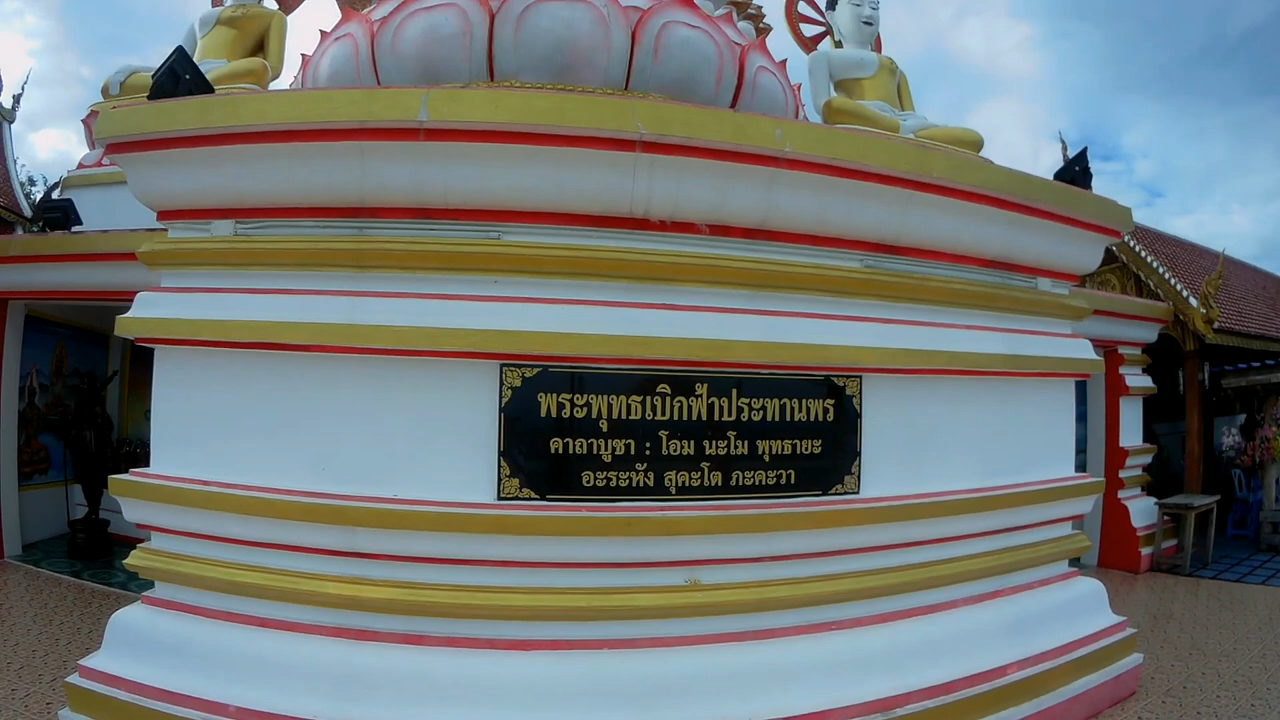 พระพุทธเบิกฟ้าประทานพร
คาถาบูชา : โอม นะโม พุทธายะ
อะระหัง สุคะโต ภะคะวา